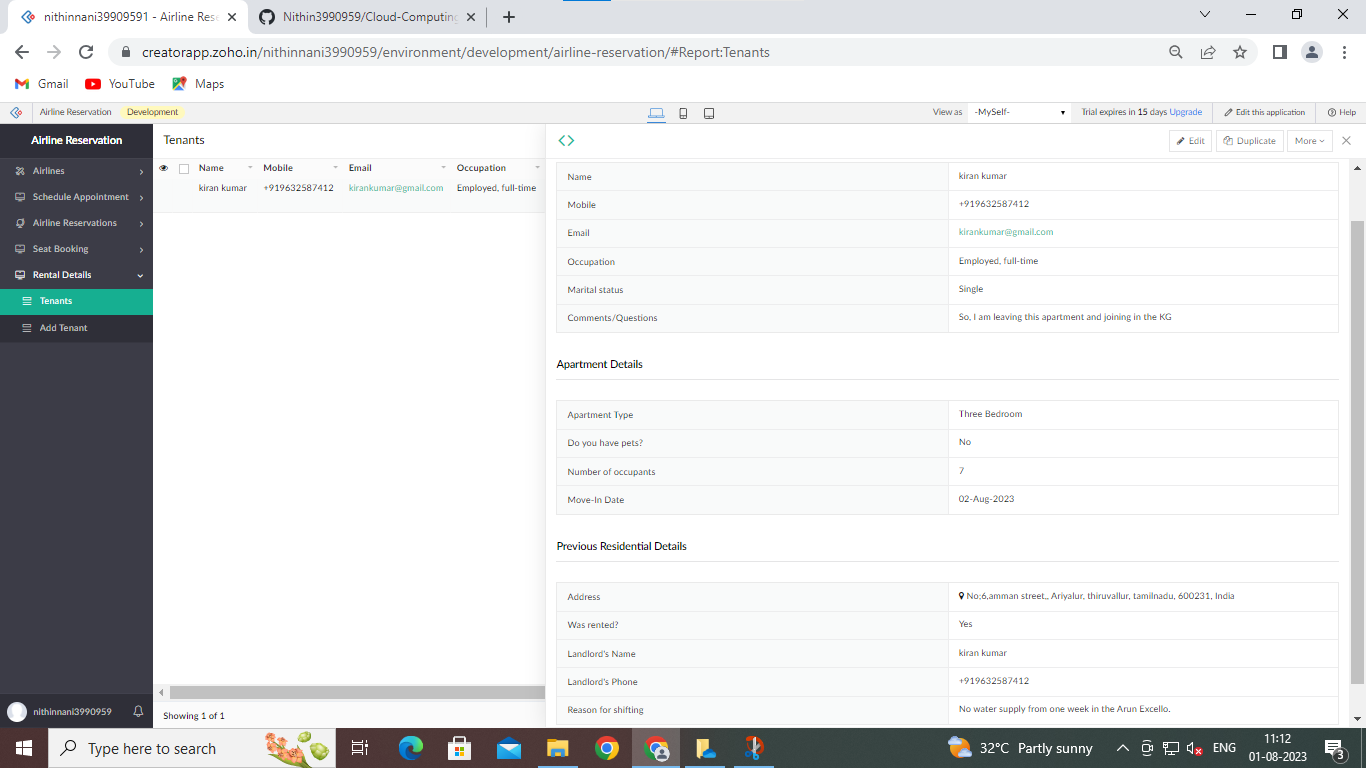 nithinnani39909591 - Airline Res
Nithin3990959/Cloud-Computing
creatorapp.zoho.in/nithinnani3990959/environment/development/airline-reservation/#Report:Tenants
Gmail YouTube Maps
Airline Reservation Development View as -MySelf- Trial expires in 15 days Upgrade Edit this application Help
Airline Reservation
Airlines
Schedule Appointment
Airline Reservations
Seat Booking
Rental Details
Tenants
Add Tenant
nithinnani3990959
Tenants
Name Mobile Email Occupation
kiran kumar +919632587412 kirankumar@gmail.com Employed, full-time
Showing 1 of 1
Edit Duplicate More
Name kiran kumar
Mobile +919632587412
Email kirankumar@gmail.com
Occupation Employed, full-time
Marital status Single
Comments/Questions So, I am leaving this apartment and joining in the KG
Apartment Details
Apartment Type Three Bedroom
Do you have pets? No
Number of occupants 7
Move-In Date 02-Aug-2023
Previous Residential Details
Address No;6,amman street,, Ariyalur, thiruvallur, tamilnadu, 600231, India
Was rented? Yes
Landlord's Name kiran kumar
Landlord's Phone +919632587412
Reason for shifting No water supply from one week in the Arun Excello.
Type here to search
32°C Partly sunny
ENG
11:12
01-08-2023
3